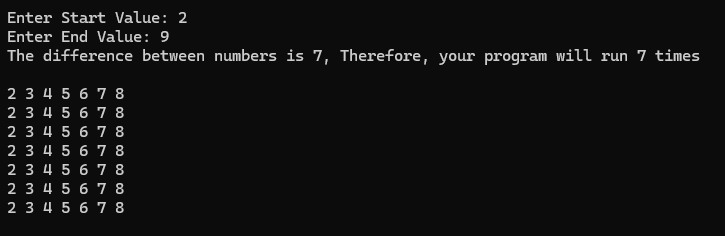 Enter Start Value: 2
Enter End Value: 9
The difference between numbers is 7, Therefore, your program will run 7 times
2 3 4 5 6 7 8
2 3 4 5 6 7 8
2 3 4 5 6 7 8
2 3 4 5 6 7 8
2 3 4 5 6 7 8
2 3 4 5 6 7 8
2 3 4 5 6 7 8